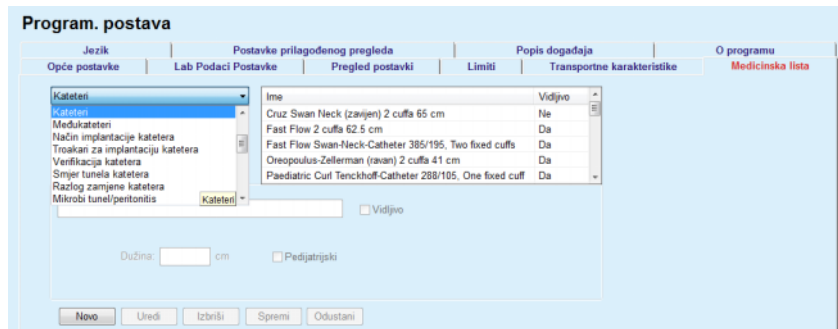 Program. postava
Jezik Postavke prilagođenog pregleda Popis događaja O programu
Opće postavke Lab Podaci Postavke Pregled postavki Limiti Transportne karakteristike Medicinska lista
Kateteri
Ime Vidljivo
Kateteri
Međukateteri
Način implantacije katetera
Troakari za implantaciju katetera
Verifikacija katetera
Smjer tunela katetera
Razlog zamjene katetera
Mikrobi tunel/peritonitis
Kateteri
Cruz Swan Neck (zavijen) 2 cuffa 65 cm Ne
Fast Flow 2 cuffa 62.5 cm Da
Fast Flow Swan-Neck-Catheter 385/195, Two fixed cuffs Da
Oreopoulus-Zellerman (ravan) 2 cuffa 41 cm Da
Paediatric Curl Tenckhoff-Catheter 288/105, One fixed cuff Da
Vidljivo
Dužina: cm Pedijatrijski
Novo Uredi Izbriši Spremi Odustani